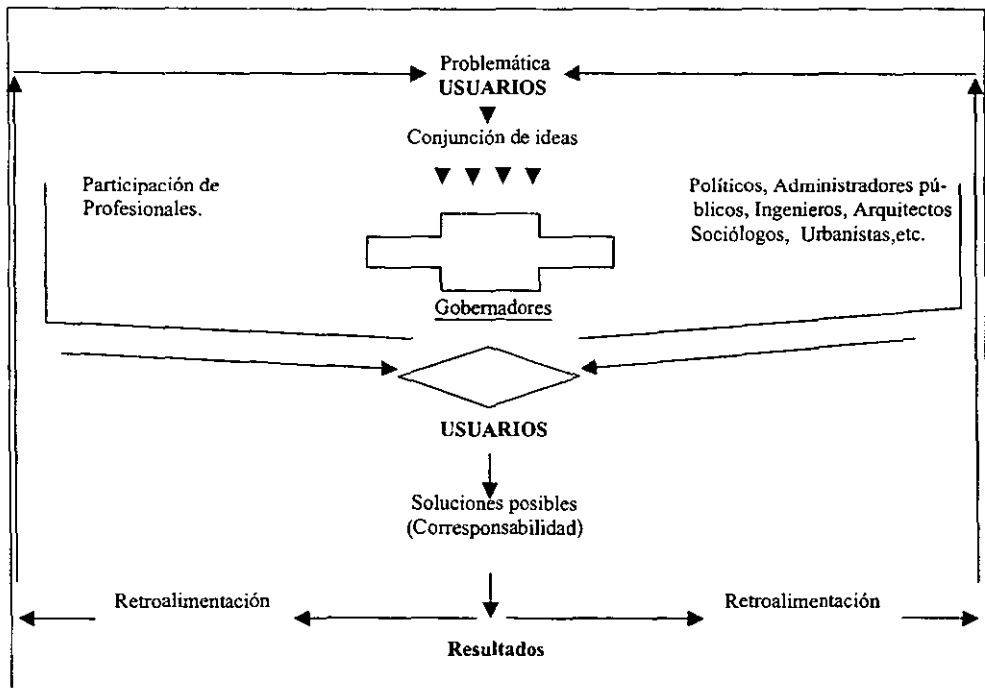 Problemática
USUARIOS
Conjunción de ideas
Participación de
Profesionales.
Políticos, Administradores pú-
blicos, Ingenieros, Arquitectos
Sociólogos, Urbanistas,etc.
Gobernadores
USUARIOS
Soluciones posibles
(Corresponsabilidad)
Retroalimentación
Retroalimentación
Resultados